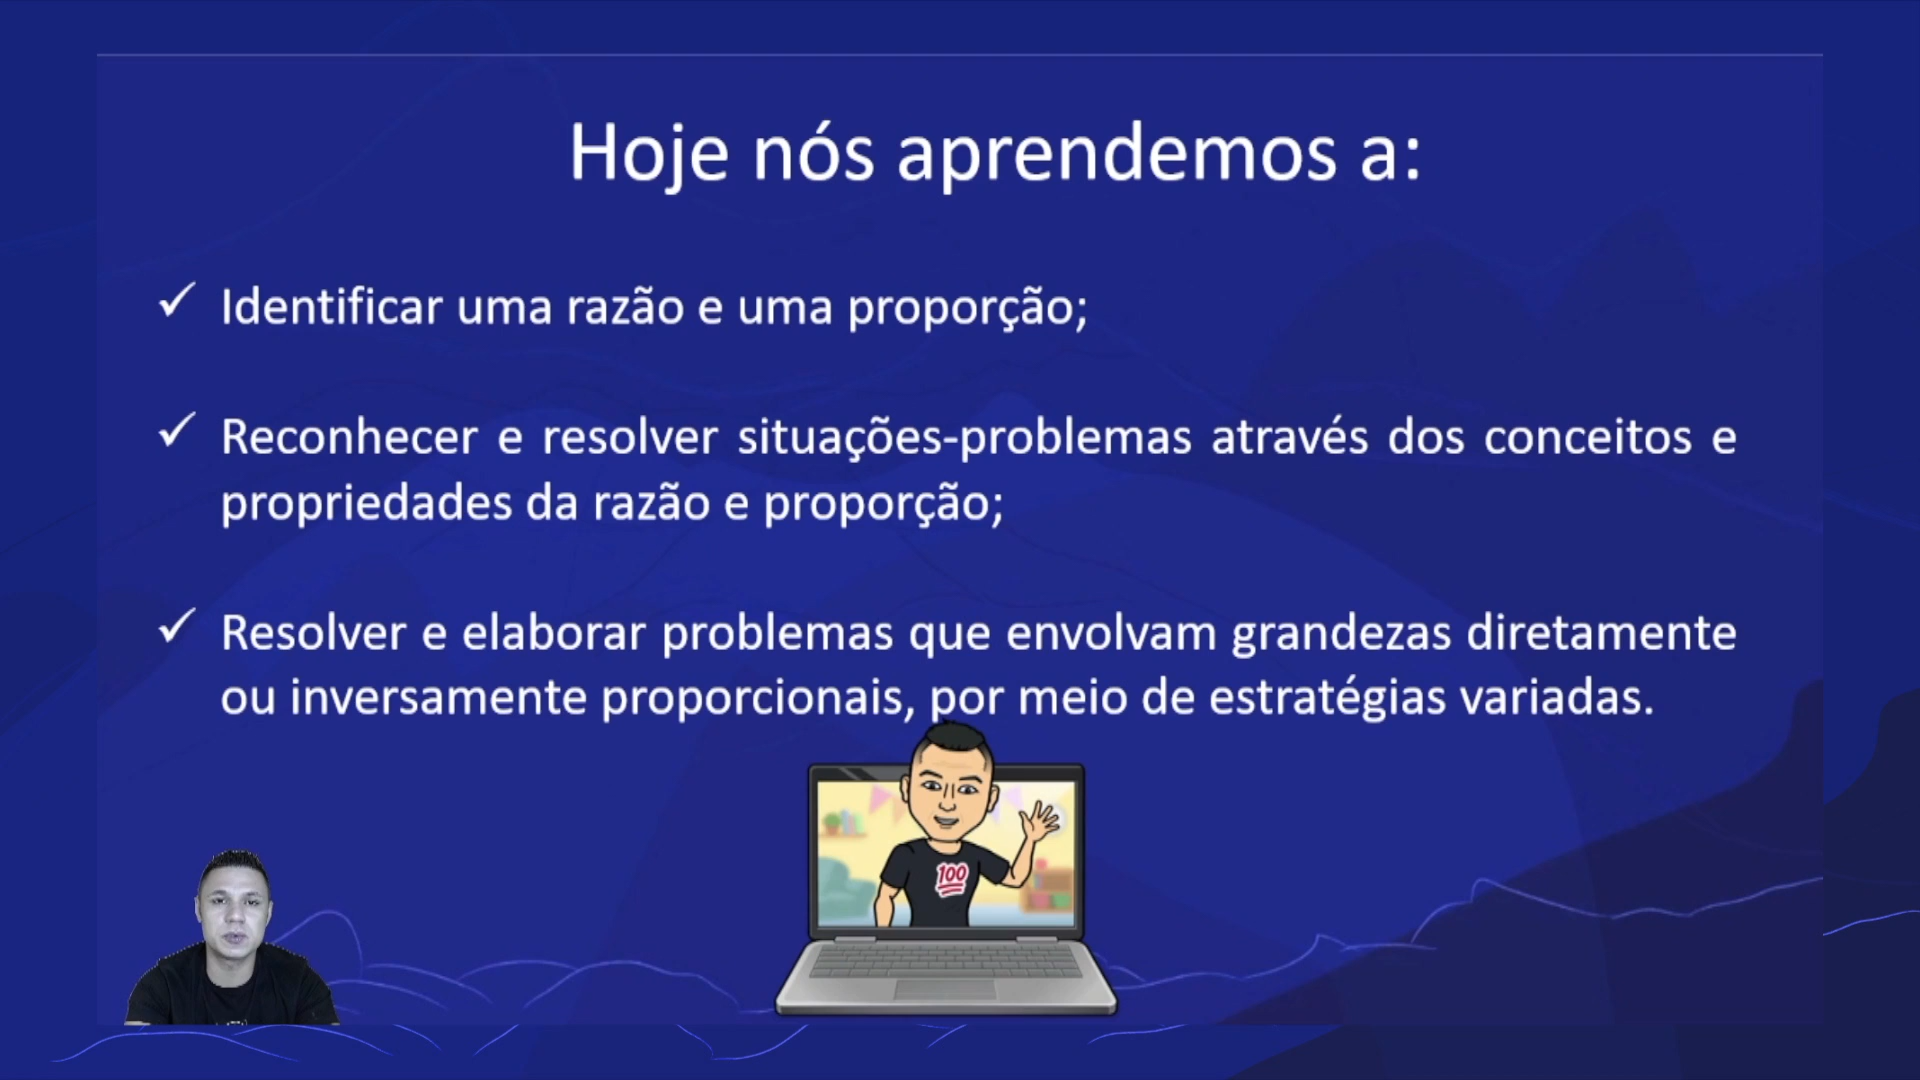 Hoje nós aprendemos a:
✓ Identificar uma razão e uma proporção;
✓ Reconhecer e resolver situações-problemas através dos conceitos e
propriedades da razão e proporção;
✓ Resolver e elaborar problemas que envolvam grandezas diretamente
ou inversamente proporcionais, por meio de estratégias variadas.
100